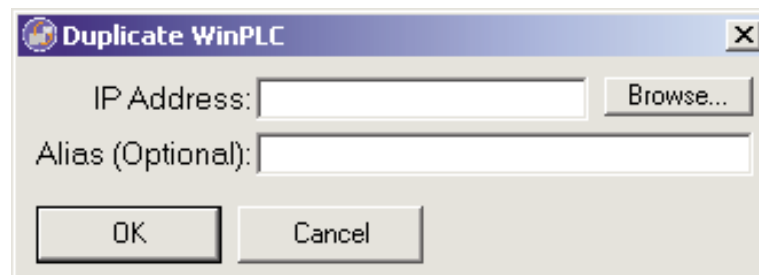 Duplicate WinPLC
IP Address: Browse...
Alias (Optional):
OK Cancel